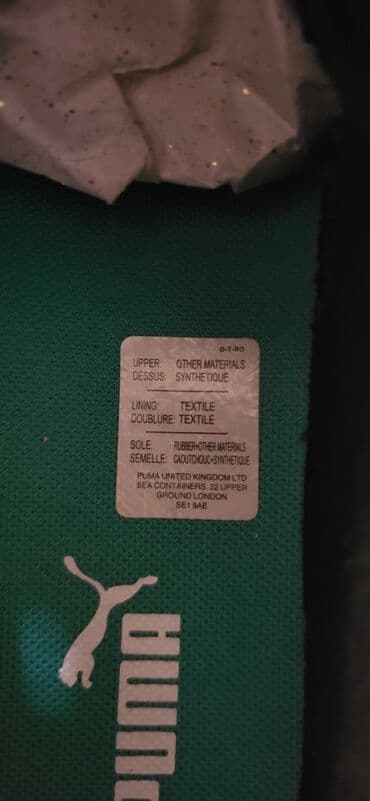 O-T-RO
UPPER: OTHER MATERIALS
DESSUS: SYNTHETIQUE
LINING: TEXTILE
DOUBLURE: TEXTILE
SOLE: RUBBER+OTHER MATERIALS
SEMELLE: CAOUTCHOUC+SYNTHETIQUE
PUMA UNITED KINGDOM LTD
SEA CONTAINERS, 22 UPPER
GROUND LONDON
SE1 9AE
PUMA